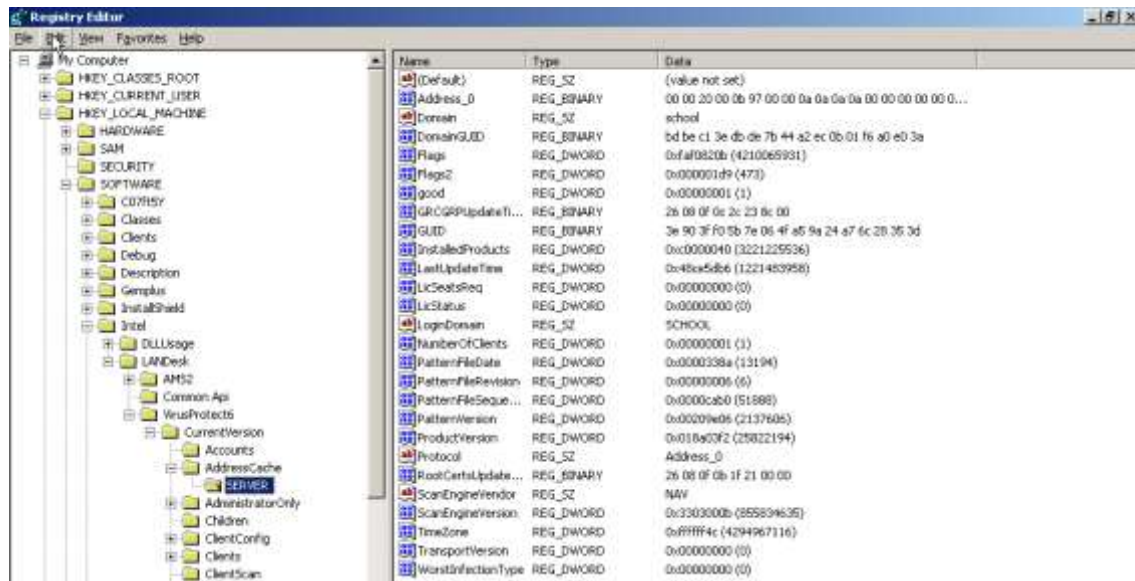 Registry Editor
File Edit View Favorites Help
My Computer
HKEY_CLASSES_ROOT
HKEY_CURRENT_USER
HKEY_LOCAL_MACHINE
HARDWARE
SAM
SECURITY
SOFTWARE
Classes
Clients
Debug
Description
Gemplus
InstallShield
Intel
DLLUsage
LANDesk
AMS2
Common Api
VirusProtect6
CurrentVersion
Accounts
AddressCache
SERVER
AdministratorOnly
Children
ClientConfig
Clients
ClientScan
Name Type Data
(Default) REG_SZ (value not set)
Address_0 REG_BINARY 00 00 20 00 0b 97 00 00 0a 0a 0a 0a 00 00 00 00 00 0...
Domain REG_SZ school
DomainGUID REG_BINARY bd be c1 3e db de 7b 44 a2 ec 0b 01 f6 a0 e0 3a
Flags REG_DWORD 0xfaf0820b (4210065931)
Flags2 REG_DWORD 0x000001d9 (473)
good REG_DWORD 0x00000001 (1)
GRCGRPUpdateTi... REG_BINARY 26 08 0f 0c 2c 23 8c 00
GUID REG_BINARY 3e 90 3f f0 5b 7e 06 4f a5 9a 24 a7 6c 28 35 3d
InstalledProducts REG_DWORD 0xc0000040 (3221225536)
LastUpdateTime REG_DWORD 0x48ce5db6 (1221483958)
LicSeatsReq REG_DWORD 0x00000000 (0)
LicStatus REG_DWORD 0x00000000 (0)
LoginDomain REG_SZ SCHOOL
NumberOfClients REG_DWORD 0x00000001 (1)
PatternFileDate REG_DWORD 0x0000338a (13194)
PatternFileRevision REG_DWORD 0x00000006 (6)
PatternFileSeque... REG_DWORD 0x0000cab0 (51888)
PatternVersion REG_DWORD 0x00209e06 (2137606)
ProductVersion REG_DWORD 0x018a03f2 (25822194)
Protocol REG_SZ Address_0
RootCertsUpdate... REG_BINARY 26 08 0f 0b 1f 21 00 00
ScanEngineVendor REG_SZ NAV
ScanEngineVersion REG_DWORD 0x3303000b (855834635)
TimeZone REG_DWORD 0xffffff4c (4294967116)
TransportVersion REG_DWORD 0x00000000 (0)
WorstInfectionType REG_DWORD 0x00000000 (0)